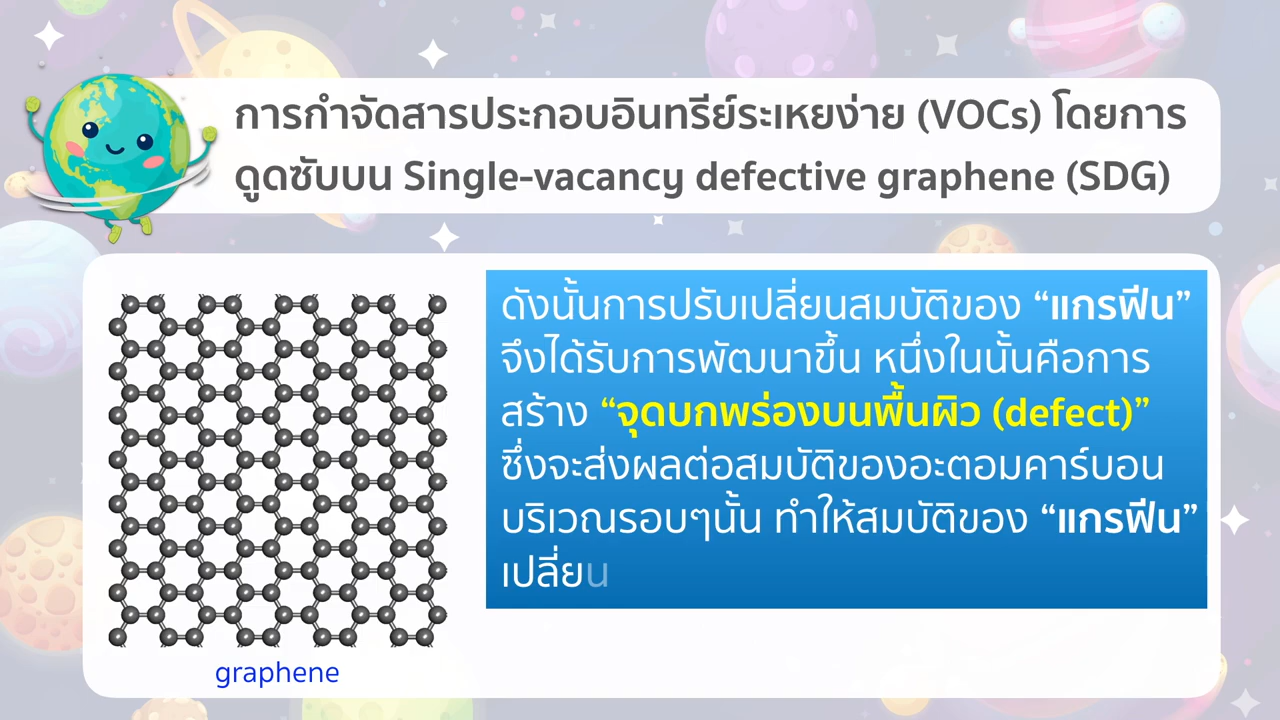 การกำจัดสารประกอบอินทรีย์ระเหยง่าย (VOCs) โดยการ
ดูดซับบน Single-vacancy defective graphene (SDG)
ดังนั้นการปรับเปลี่ยนสมบัติของ “แกรฟีน”
จึงได้รับการพัฒนาขึ้น หนึ่งในนั้นคือการ
สร้าง “จุดบกพร่องบนพื้นผิว (defect)”
ซึ่งจะส่งผลต่อสมบัติของอะตอมคาร์บอน
บริเวณรอบๆนั้น ทำให้สมบัติของ “แกรฟีน”
เปลี่ยน
graphene